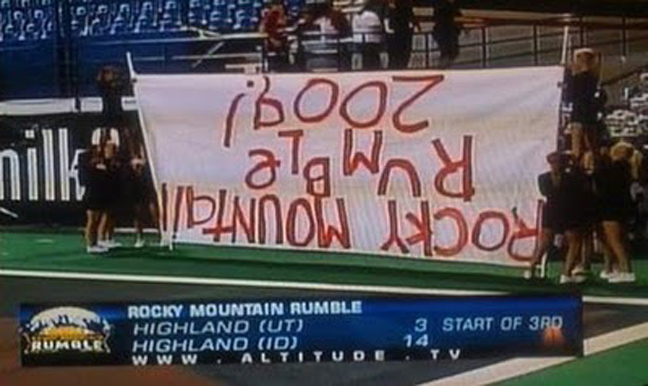 milk?
ROCKY MOUNTaIN
RUMBLe
2009!
RUMBLE
ROCKY MOUNTAIN RUMBLE
HIGHLAND (UT) 3 START OF 3RD
HIGHLAND (ID) 14
WWW.ALTITUDE.TV